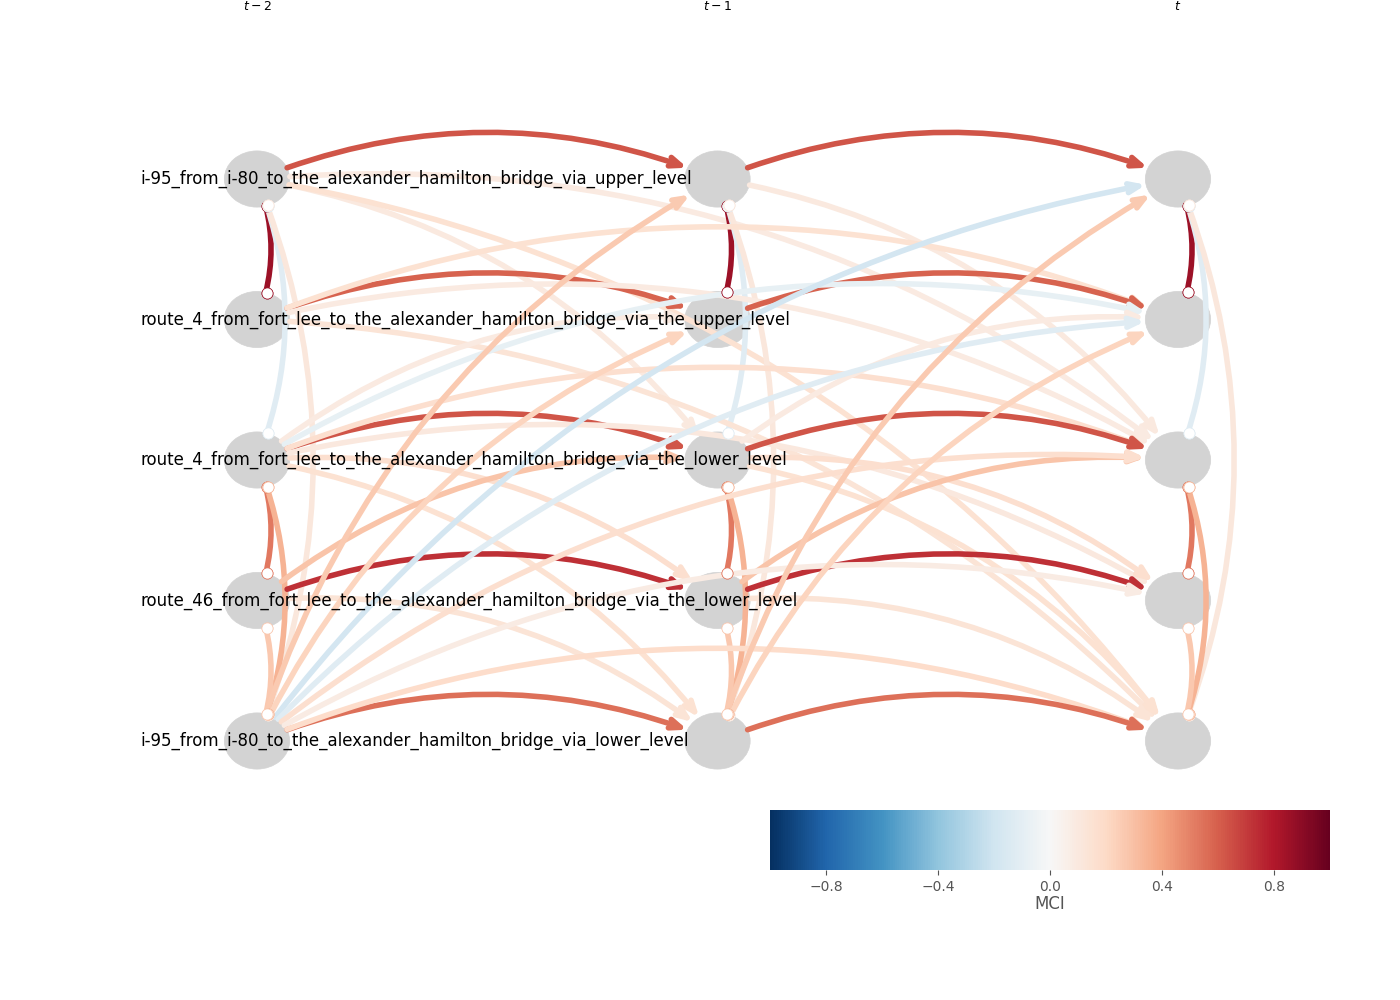 t − 2 t − 1 t
i-95_from_i-80_to_the_alexander_hamilton_bridge_via_upper_level
route_4_from_fort_lee_to_the_alexander_hamilton_bridge_via_the_upper_level
route_4_from_fort_lee_to_the_alexander_hamilton_bridge_via_the_lower_level
route_46_from_fort_lee_to_the_alexander_hamilton_bridge_via_the_lower_level
i-95_from_i-80_to_the_alexander_hamilton_bridge_via_lower_level
−0.8 −0.4 0.0 0.4 0.8
MCI